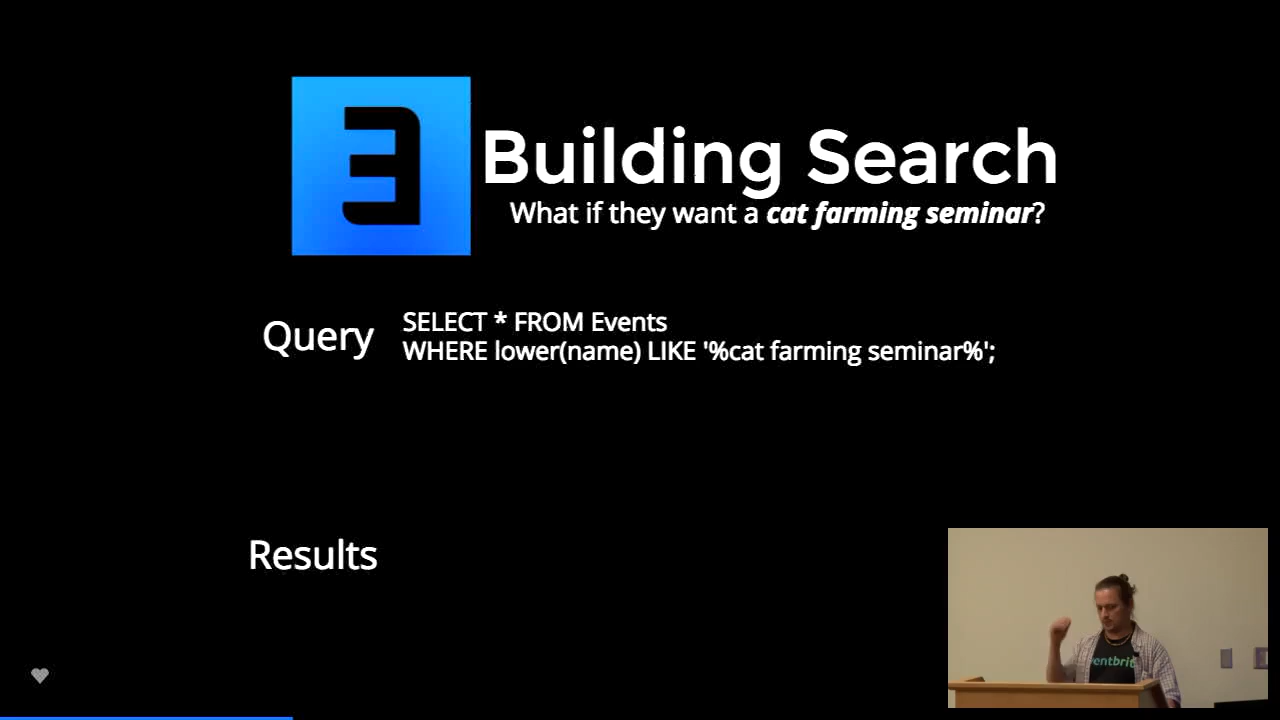 Building Search
What if they want a cat farming seminar?
Query
SELECT * FROM Events
WHERE lower(name) LIKE '%cat farming seminar%';
Results
entbrit